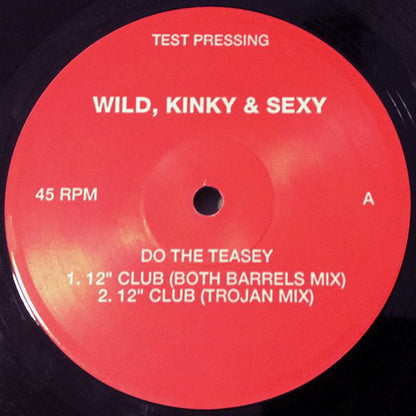 TEST PRESSING
WILD, KINKY & SEXY
45 RPM
A
DO THE TEASEY
1. 12" CLUB (BOTH BARRELS MIX)
2. 12" CLUB (TROJAN MIX)